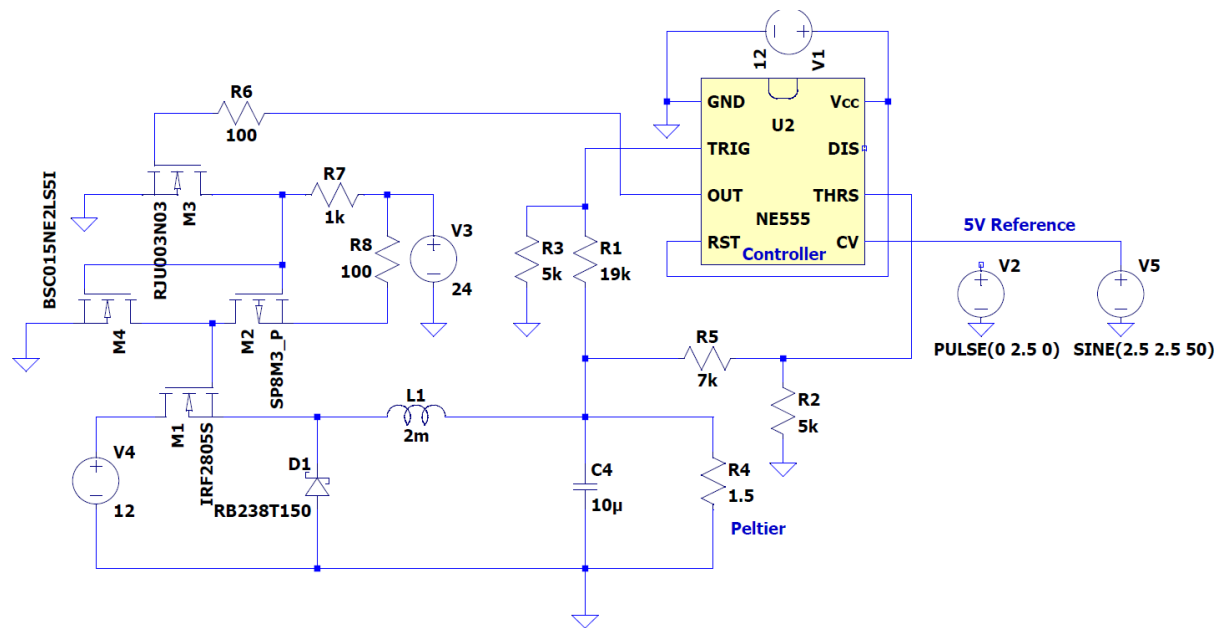 12
V1
R6
100
GND
Vcc
U2
TRIG
DIS
OUT
THRS
NE555
RST
CV
Controller
5V Reference
BSC015NE2LS5I
RJU003N03
M3
R7
1k
R8
100
V3
24
R3
5k
R1
19k
V2
PULSE(0 2.5 0)
V5
SINE(2.5 2.5 50)
M4
M2
SP8M3_P
R5
7k
R2
5k
M1
IRF2805S
L1
2m
V4
12
D1
RB238T150
C4
10µ
R4
1.5
Peltier